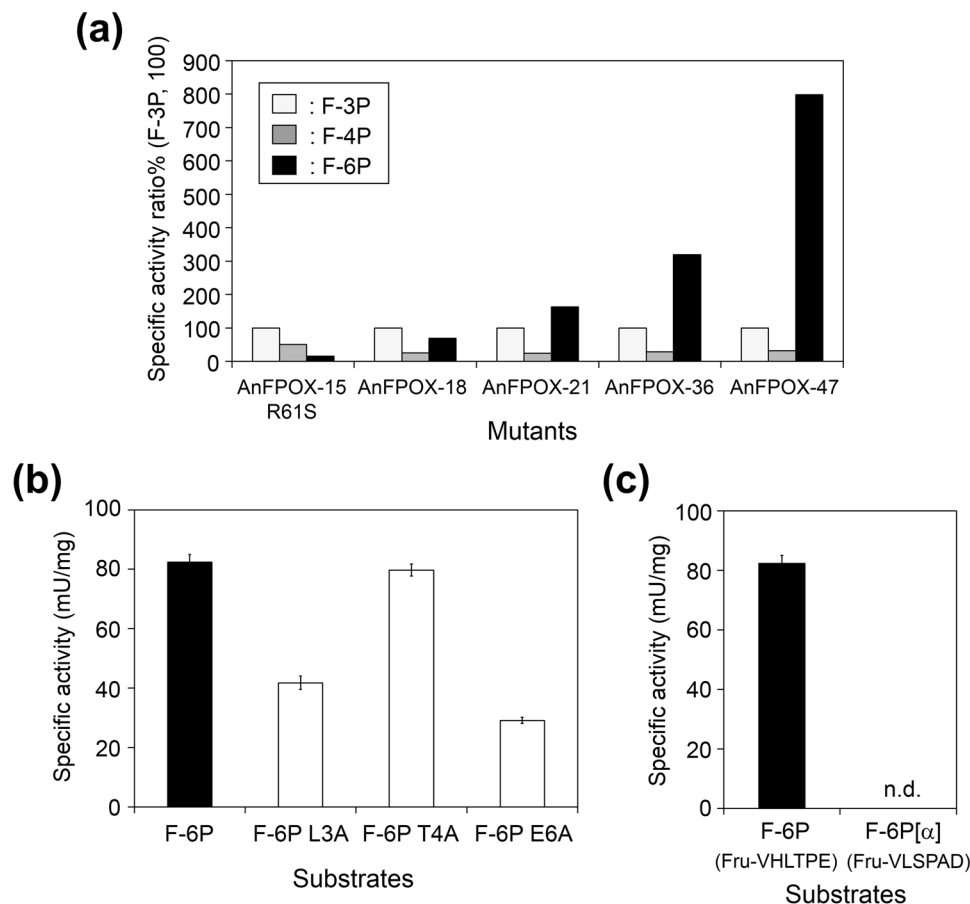 (a)
Specific activity ratio% (F-3P, 100)
900
800
700
600
500
400
300
200
100
0
: F-3P
: F-4P
: F-6P
AnFPOX-15 AnFPOX-18 AnFPOX-21 AnFPOX-36 AnFPOX-47
R61S
Mutants
(b)
Specific activity (mU/mg)
100
80
60
40
20
0
F-6P F-6P L3A F-6P T4A F-6P E6A
Substrates
(c)
Specific activity (mU/mg)
100
80
60
40
20
0
n.d.
F-6P F-6P[α]
(Fru-VHLTPE) (Fru-VLSPAD)
Substrates